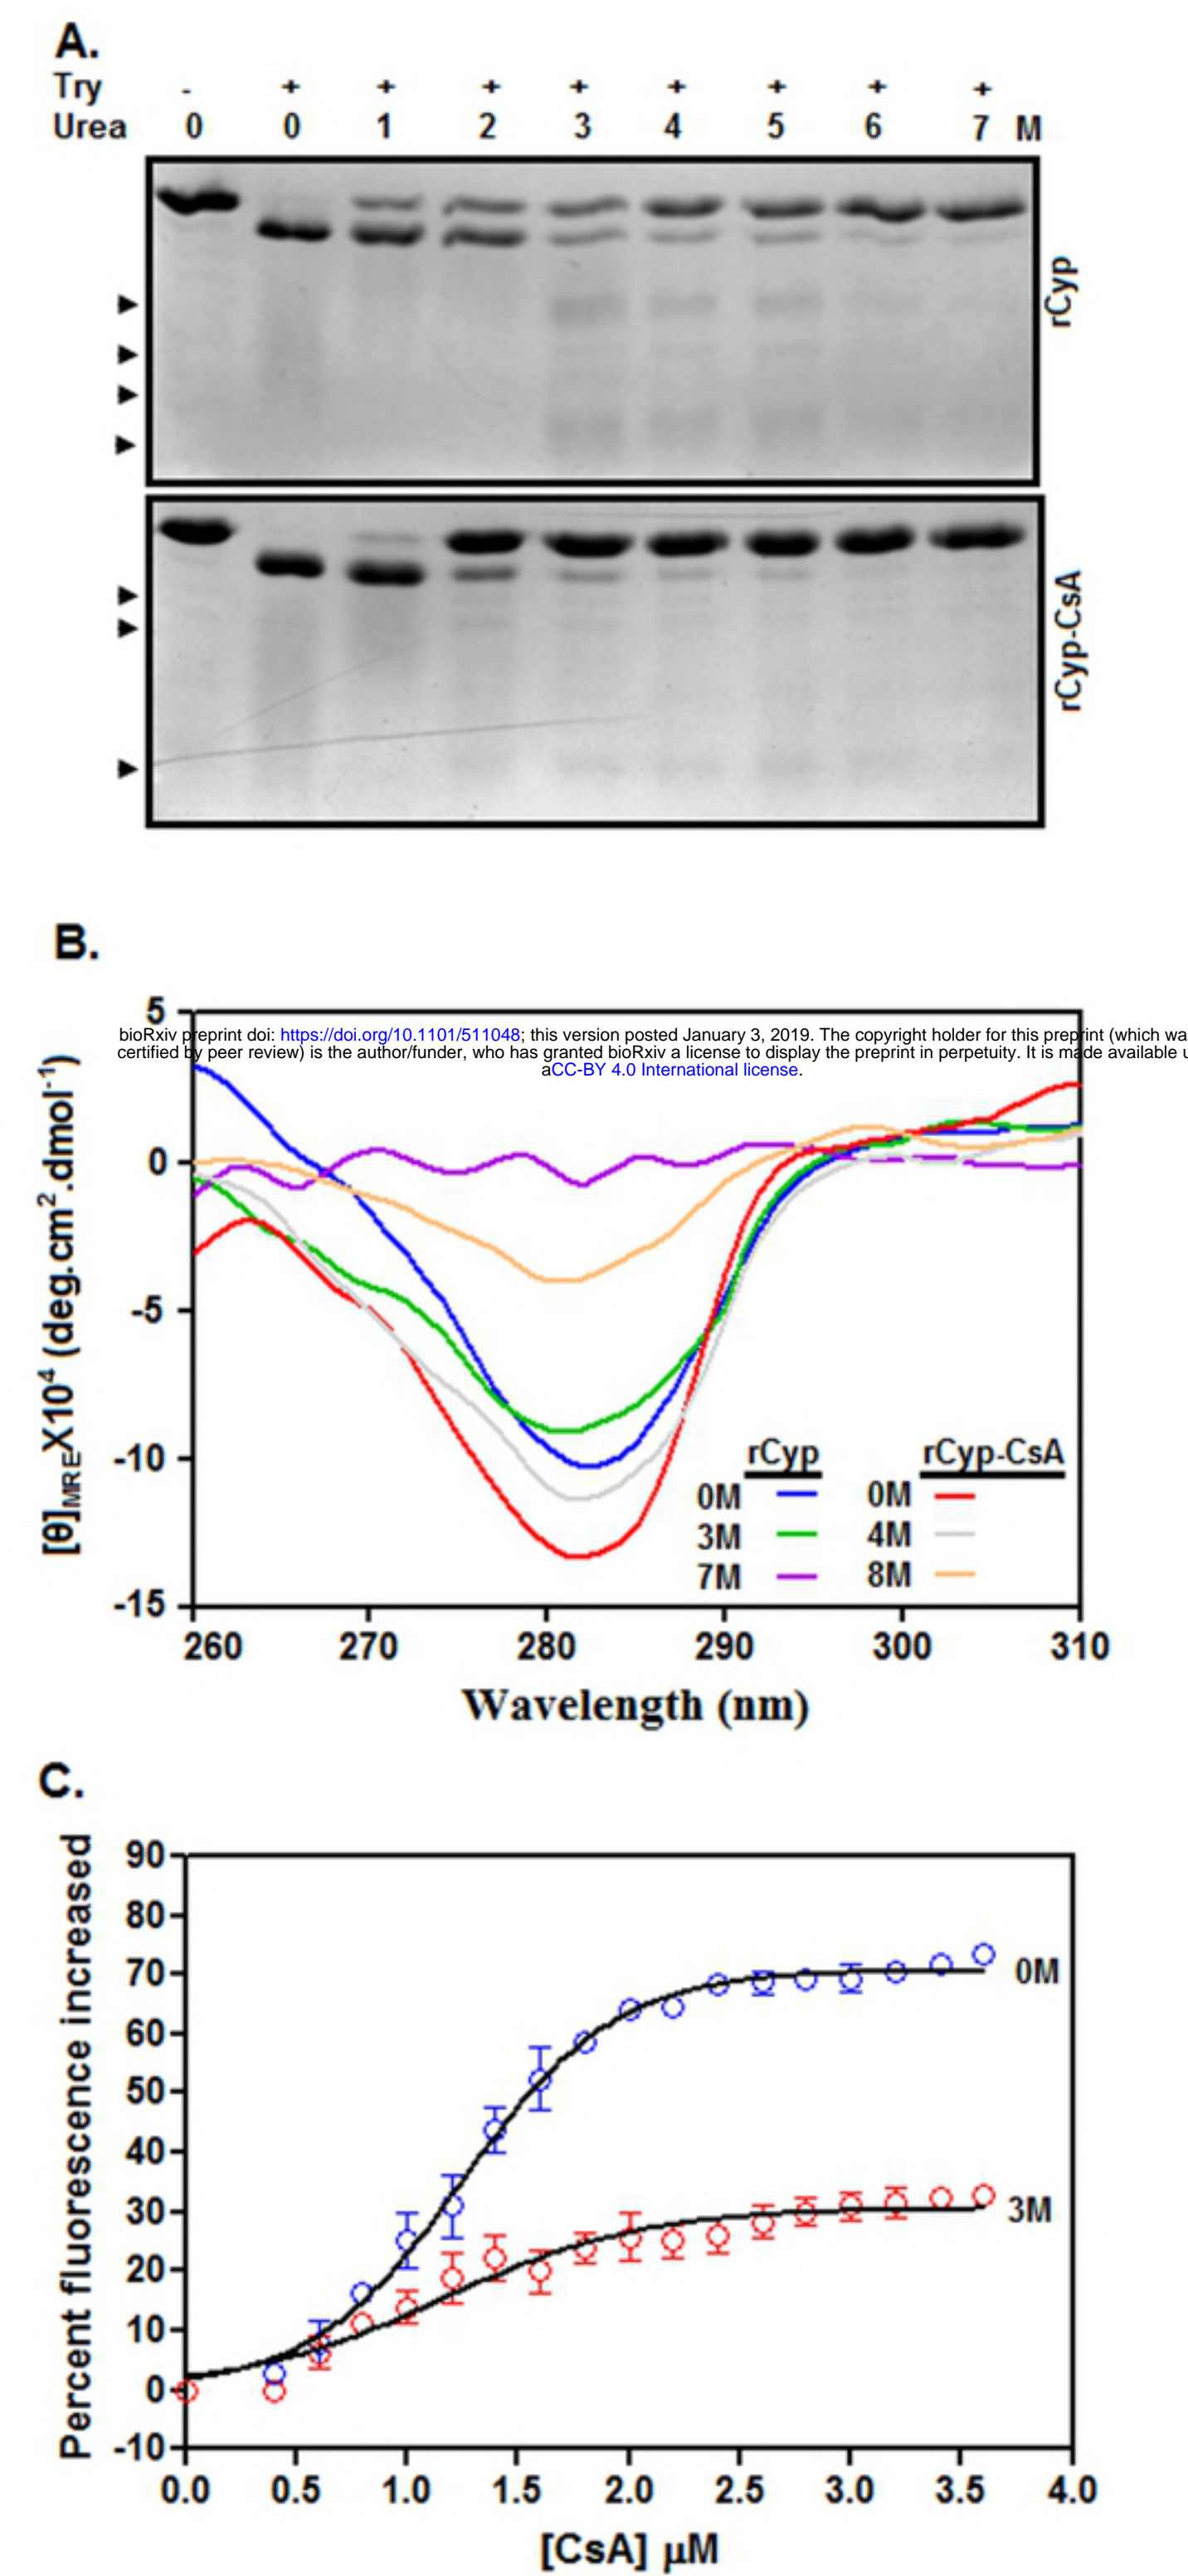 A.
Try - + + + + + + + +
Urea 0 0 1 2 3 4 5 6 7 M
rCyp
rCyp-CsA
B.
5
bioRxiv preprint doi: https://doi.org/10.1101/511048; this version posted January 3, 2019. The copyright holder for this preprint (which wa
certified by peer review) is the author/funder, who has granted bioRxiv a license to display the preprint in perpetuity. It is made available
aCC-BY 4.0 International license.
0
-5
-10
-15
[θ]MREX10⁴ (deg.cm².dmol⁻¹)
rCyp rCyp-CsA
0M 0M
3M 4M
7M 8M
260 270 280 290 300 310
Wavelength (nm)
C.
Percent fluorescence increased
90
80
70
60
50
40
30
20
10
0
-10
0M
3M
0.0 0.5 1.0 1.5 2.0 2.5 3.0 3.5 4.0
[CsA] µM